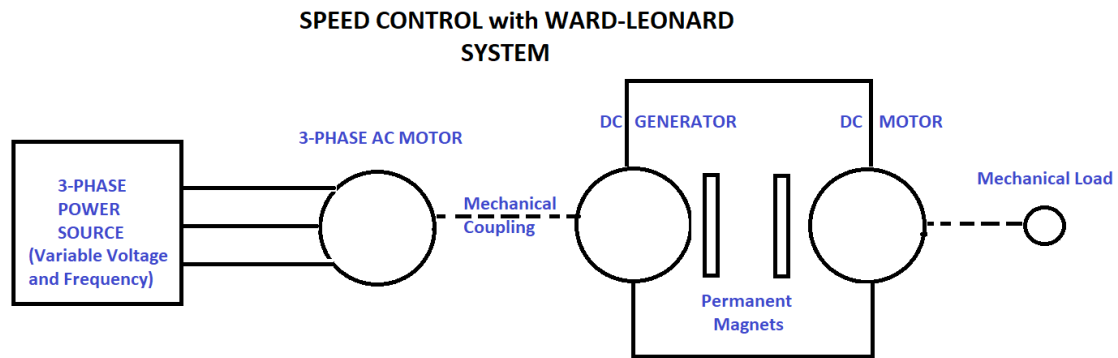 SPEED CONTROL with WARD-LEONARD
SYSTEM
3-PHASE AC MOTOR
DC GENERATOR
DC MOTOR
3-PHASE
POWER
SOURCE
(Variable Voltage
and Frequency)
Mechanical
Coupling
Mechanical Load
Permanent
Magnets